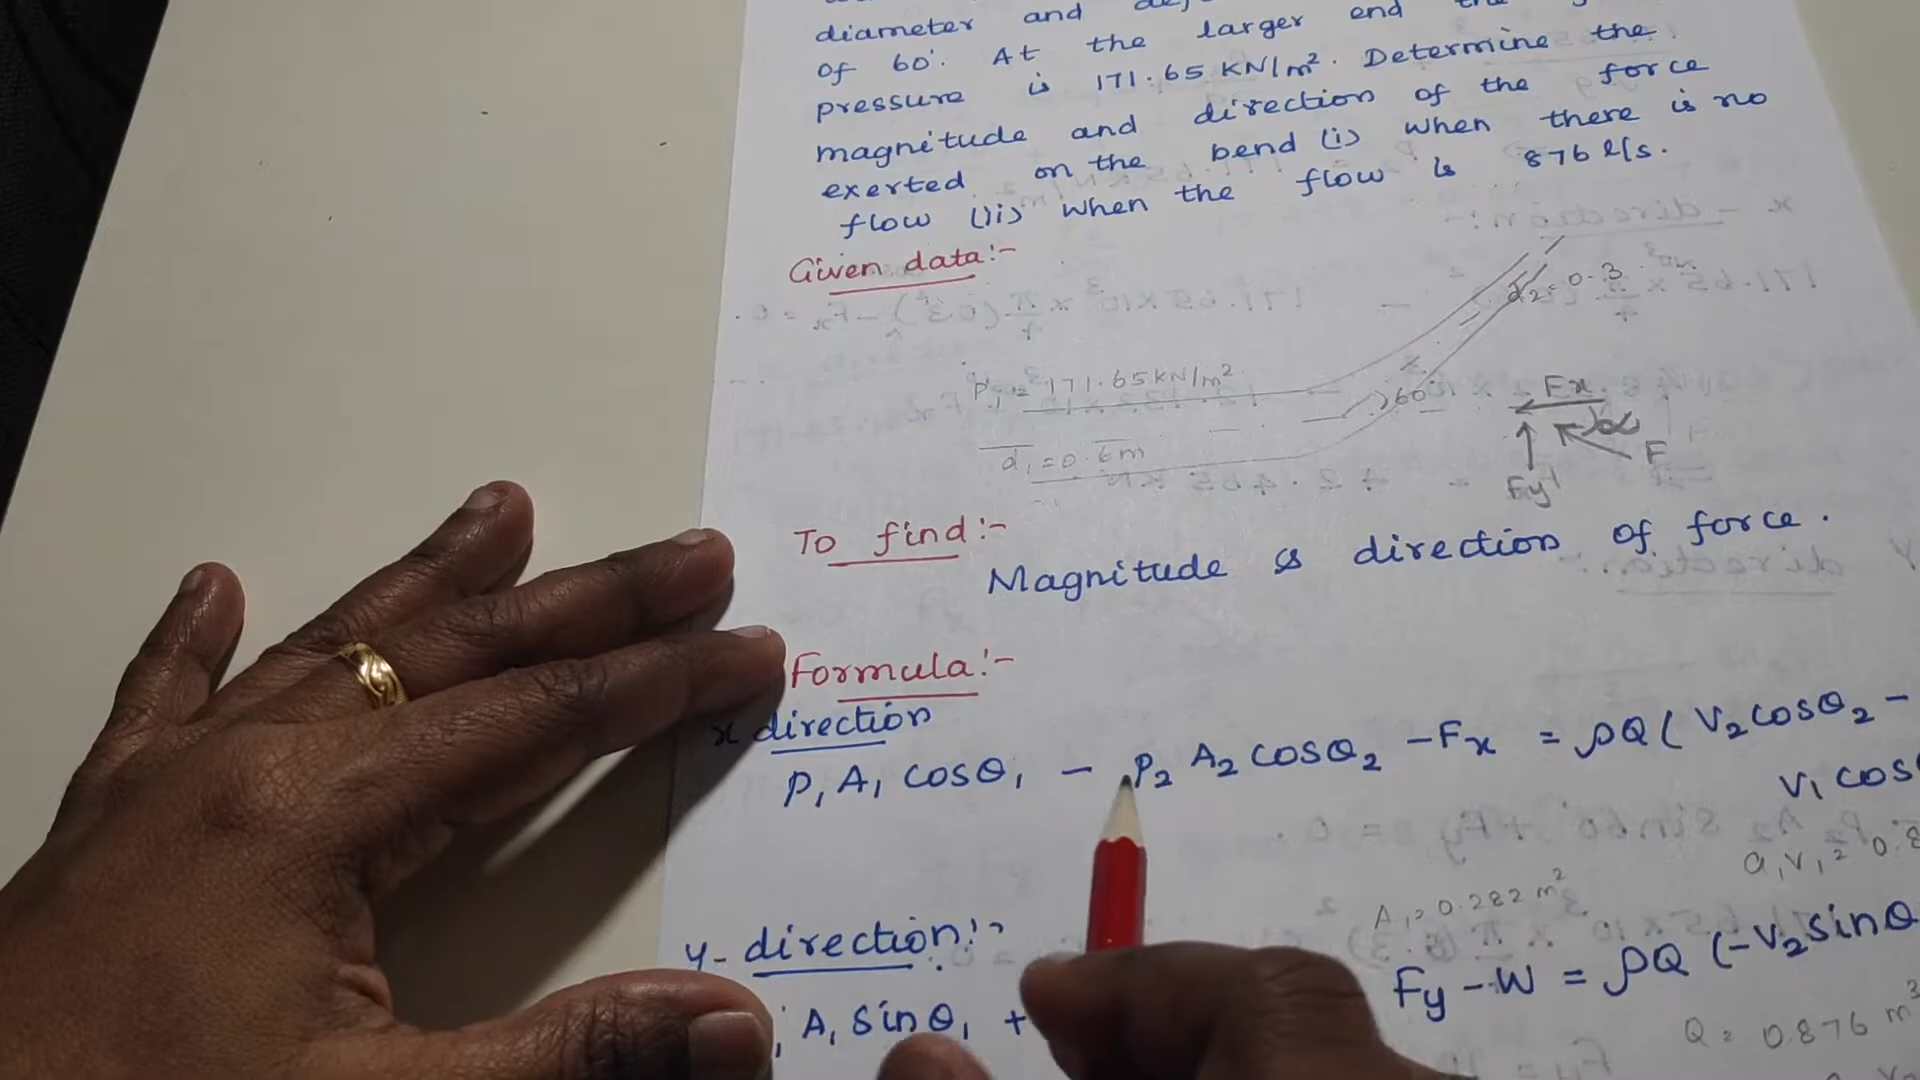 diameter and
of 60°. At the larger end the
pressure is 171.65 KN/m². Determine the
magnitude and direction of the force
exerted on the bend (i) when there is no
flow (ii) when the flow is 876 l/s.
Given data:-
d₂=0.3
P₁ = 171.65kN/m²
60°
d₁=0.6m
Fx
α
F
Fy
To find:-
Magnitude & direction of force.
Formula:-
x direction
P₁A₁ cosθ₁ - P₂ A₂ cosθ₂ -Fx = ρQ( V₂cosθ₂ -
V₁ cos
a₁V₁ = 0.8
A₁ = 0.282 m²
y- direction:-
A₁ sinθ₁ + Fy -W = ρQ (-V₂sinθ
Q = 0.876 m³